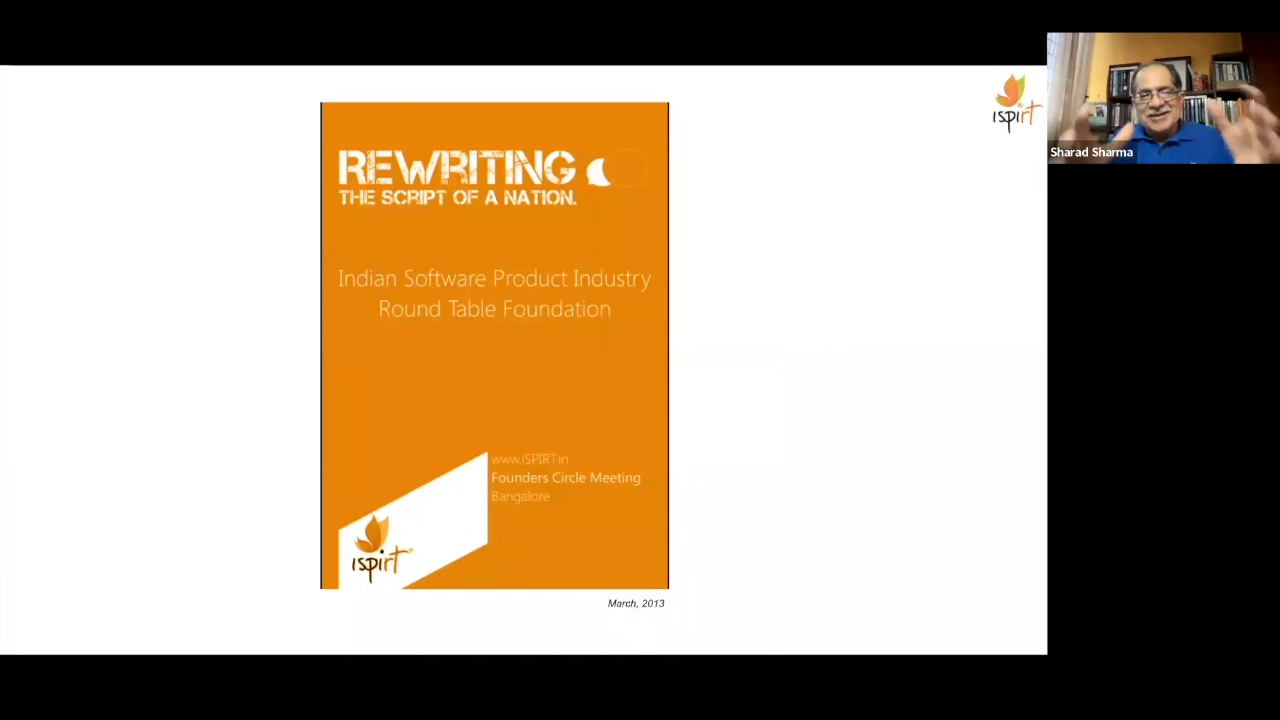 REWRITING
THE SCRIPT OF A NATION.
Indian Software Product Industry
Round Table Foundation
www.iSPIRT.in
Founders Circle Meeting
Bangalore
ispirt
March, 2013
ispirt
Sharad Sharma